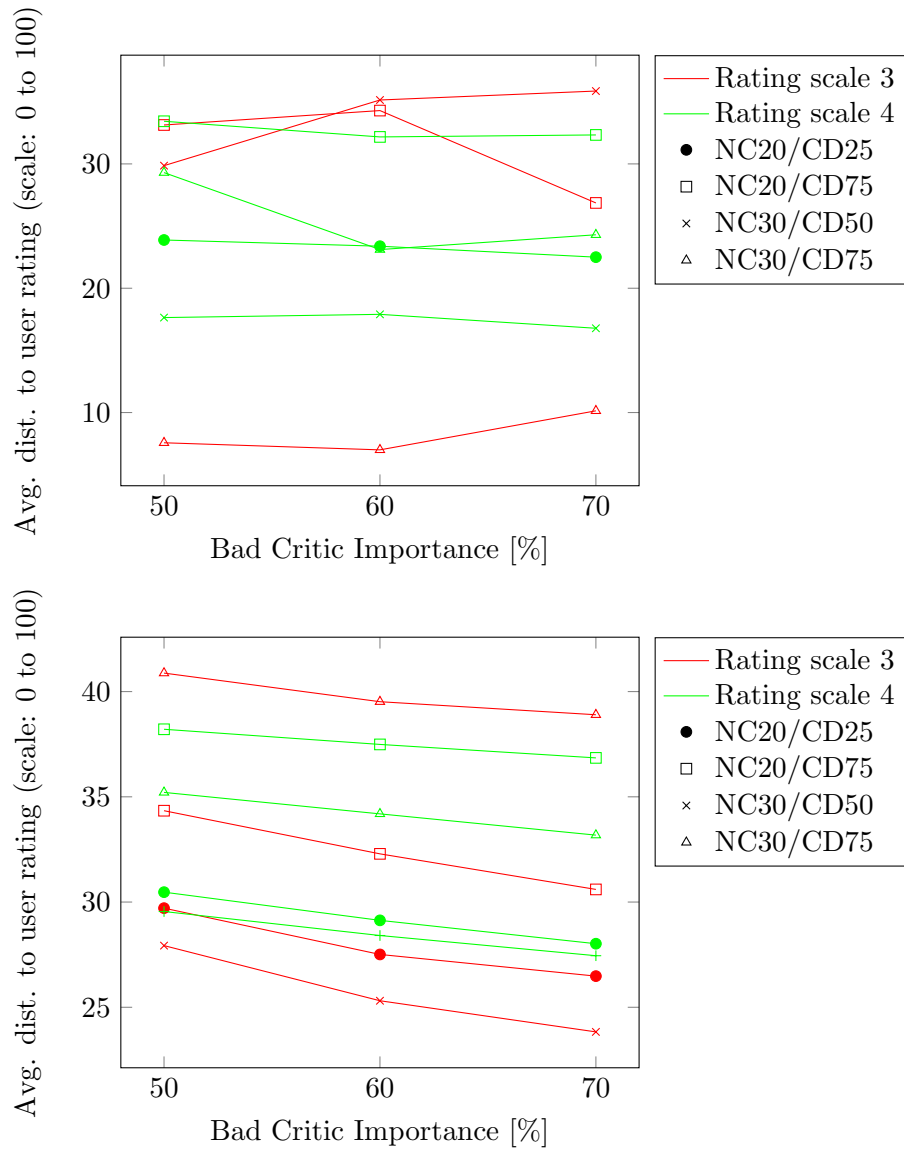 Avg. dist. to user rating (scale: 0 to 100)
30
20
10
50
60
70
Bad Critic Importance [%]
Rating scale 3
Rating scale 4
NC20/CD25
NC20/CD75
NC30/CD50
NC30/CD75
Avg. dist. to user rating (scale: 0 to 100)
40
35
30
25
50
60
70
Bad Critic Importance [%]
Rating scale 3
Rating scale 4
NC20/CD25
NC20/CD75
NC30/CD50
NC30/CD75